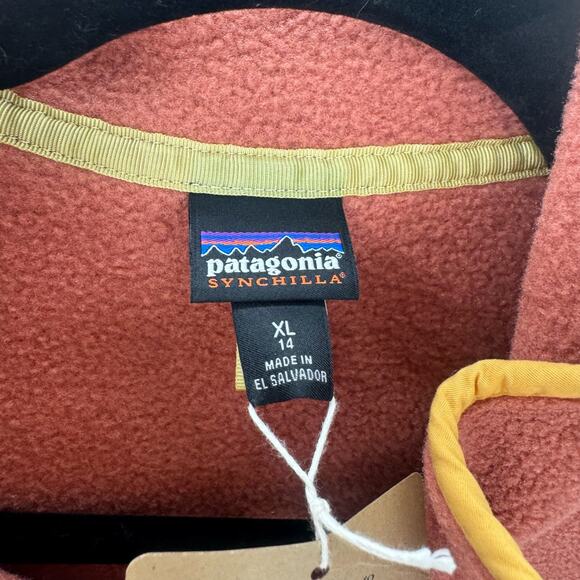 patagonia®
SYNCHILLA®
XL
14
MADE IN
EL SALVADOR